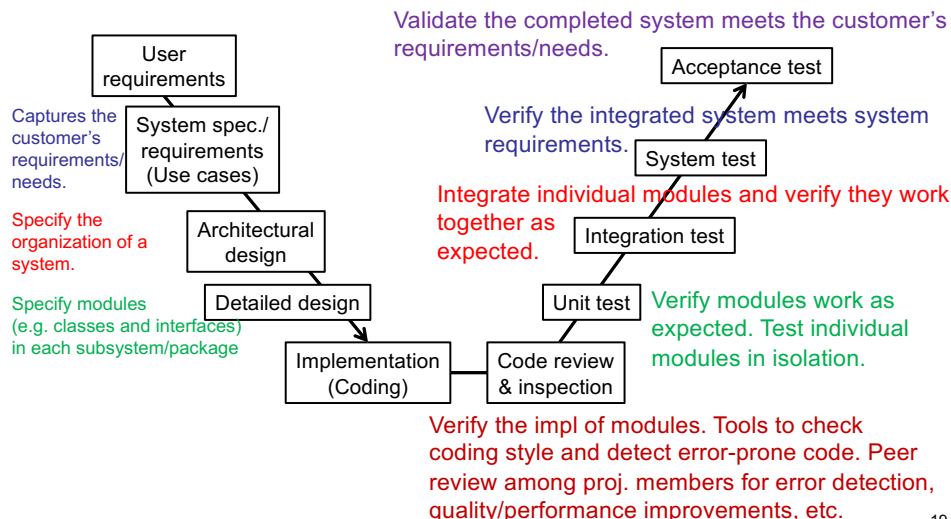 Validate the completed system meets the customer's
requirements/needs.
User
requirements
Acceptance test
Captures the
customer's
requirements/
needs.
System spec./
requirements
(Use cases)
Verify the integrated system meets system
requirements.
System test
Specify the
organization of a
system.
Architectural
design
Integrate individual modules and verify they work
together as
expected.
Integration test
Specify modules
(e.g. classes and interfaces)
in each subsystem/package
Detailed design
Unit test
Verify modules work as
expected. Test individual
modules in isolation.
Implementation
(Coding)
Code review
& inspection
Verify the impl of modules. Tools to check
coding style and detect error-prone code. Peer
review among proj. members for error detection,
quality/performance improvements, etc.